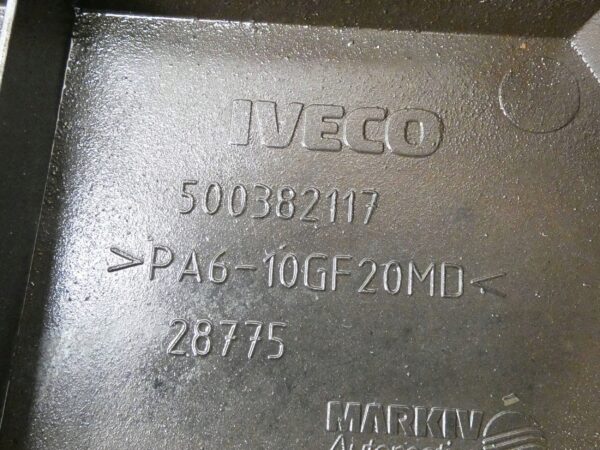 IVECO
500382117
>PA6-10GF20MD<
28775
MARKIV